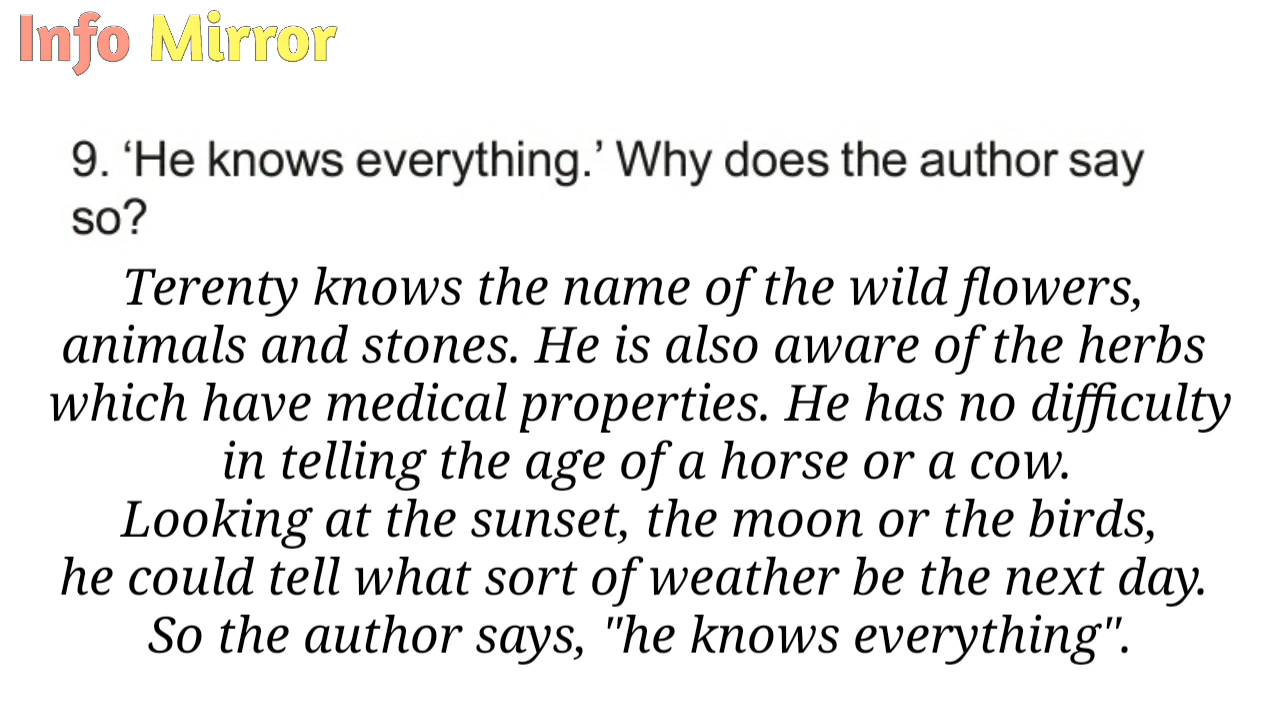 Info Mirror
9. ‘He knows everything.’ Why does the author say
so?
Terenty knows the name of the wild flowers,
animals and stones. He is also aware of the herbs
which have medical properties. He has no difficulty
in telling the age of a horse or a cow.
Looking at the sunset, the moon or the birds,
he could tell what sort of weather be the next day.
So the author says, "he knows everything".